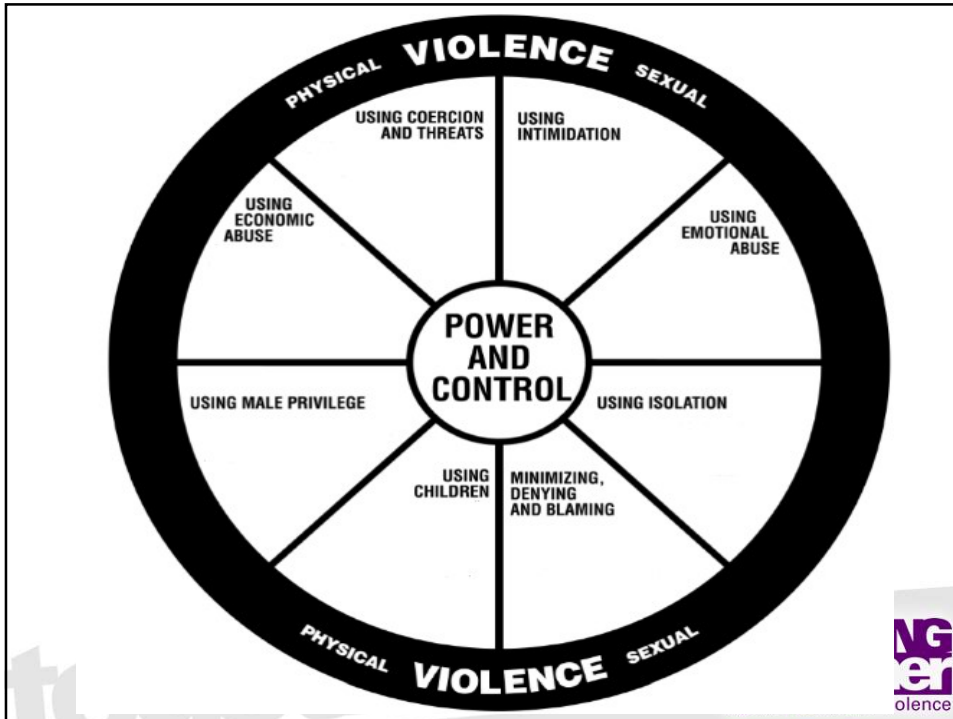 PHYSICAL VIOLENCE SEXUAL
USING COERCION
AND THREATS
USING
INTIMIDATION
USING
EMOTIONAL
ABUSE
USING ISOLATION
MINIMIZING,
DENYING
AND BLAMING
USING
CHILDREN
USING MALE PRIVILEGE
USING
ECONOMIC
ABUSE
POWER
AND
CONTROL
PHYSICAL VIOLENCE SEXUAL